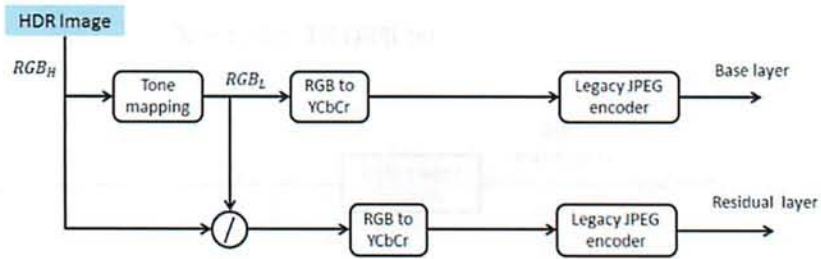 HDR Image
RGB_H
Tone
mapping
RGB_L
RGB to
YCbCr
Legacy JPEG
encoder
Base layer
/
RGB to
YCbCr
Legacy JPEG
encoder
Residual layer